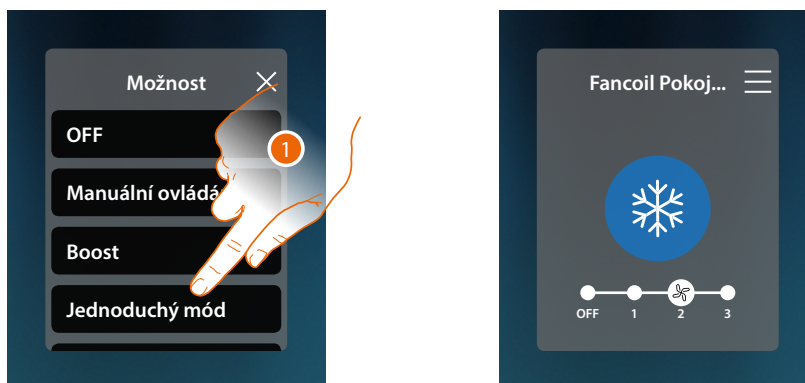 Možnost
OFF
1
Manuální ovládá
Boost
Jednoduchý mód
Fancoil Pokoj...
OFF 1 2 3